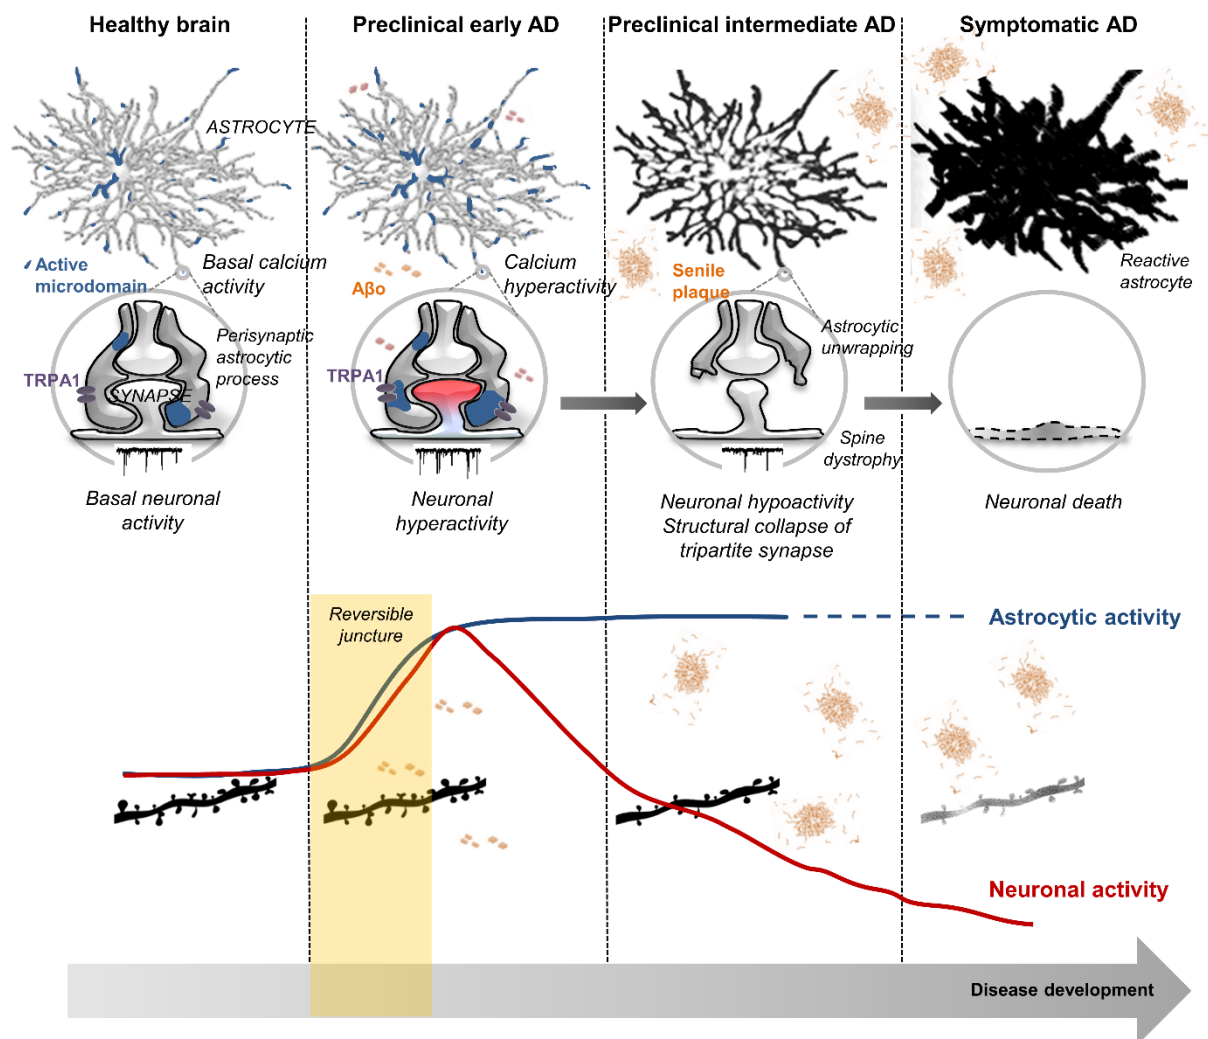 Healthy brain
Preclinical early AD
Preclinical intermediate AD
Symptomatic AD
ASTROCYTE
Active
microdomain
Basal calcium
activity
Perisynaptic
astrocytic
process
TRPA1
SYNAPSE
Basal neuronal
activity
Aβo
Calcium
hyperactivity
TRPA1
Neuronal
hyperactivity
Senile
plaque
Astrocytic
unwrapping
Spine
dystrophy
Neuronal hypoactivity
Structural collapse of
tripartite synapse
Reactive
astrocyte
Neuronal death
Reversible
juncture
Astrocytic activity
Neuronal activity
Disease development